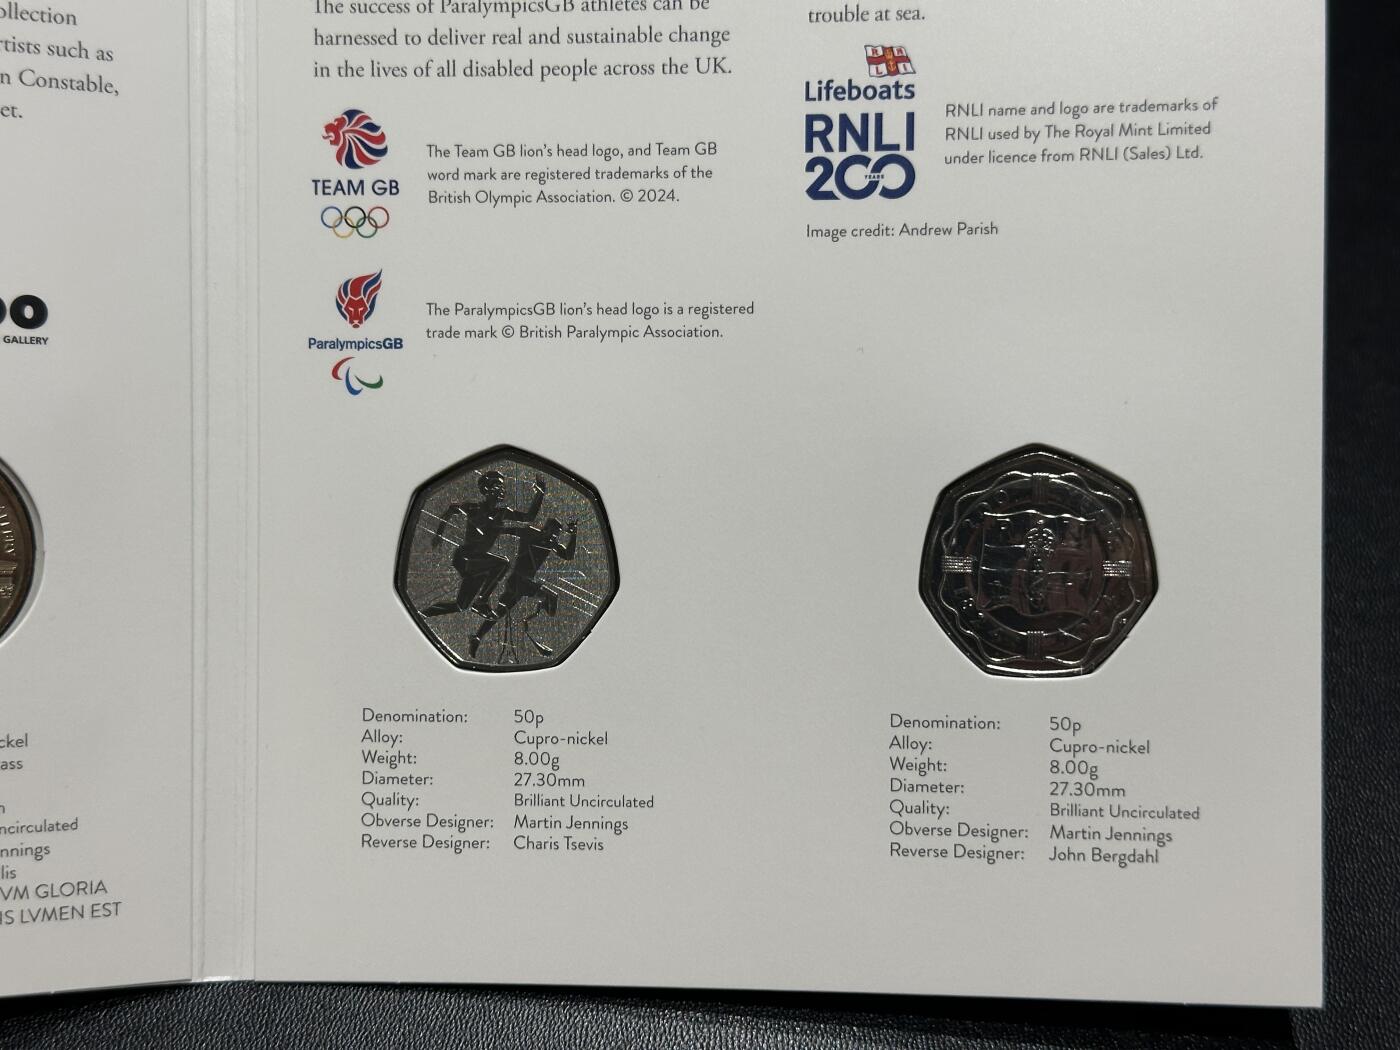 ollection
rtists such as
n Constable,
et.
OO
GALLERY
ckel
ass
n
ncirculated
nnings
lis
VM GLORIA
IS LVMEN EST
The success of ParalympicsGB athletes can be
harnessed to deliver real and sustainable change
in the lives of all disabled people across the UK.
TEAM GB
The Team GB lion's head logo, and Team GB
word mark are registered trademarks of the
British Olympic Association. © 2024.
ParalympicsGB
The ParalympicsGB lion's head logo is a registered
trade mark © British Paralympic Association.
Denomination: 50p
Alloy: Cupro-nickel
Weight: 8.00g
Diameter: 27.30mm
Quality: Brilliant Uncirculated
Obverse Designer: Martin Jennings
Reverse Designer: Charis Tsevis
trouble at sea.
R N
L I
Lifeboats
RNLI
200
YEARS
RNLI name and logo are trademarks of
RNLI used by The Royal Mint Limited
under licence from RNLI (Sales) Ltd.
Image credit: Andrew Parish
Denomination: 50p
Alloy: Cupro-nickel
Weight: 8.00g
Diameter: 27.30mm
Quality: Brilliant Uncirculated
Obverse Designer: Martin Jennings
Reverse Designer: John Bergdahl